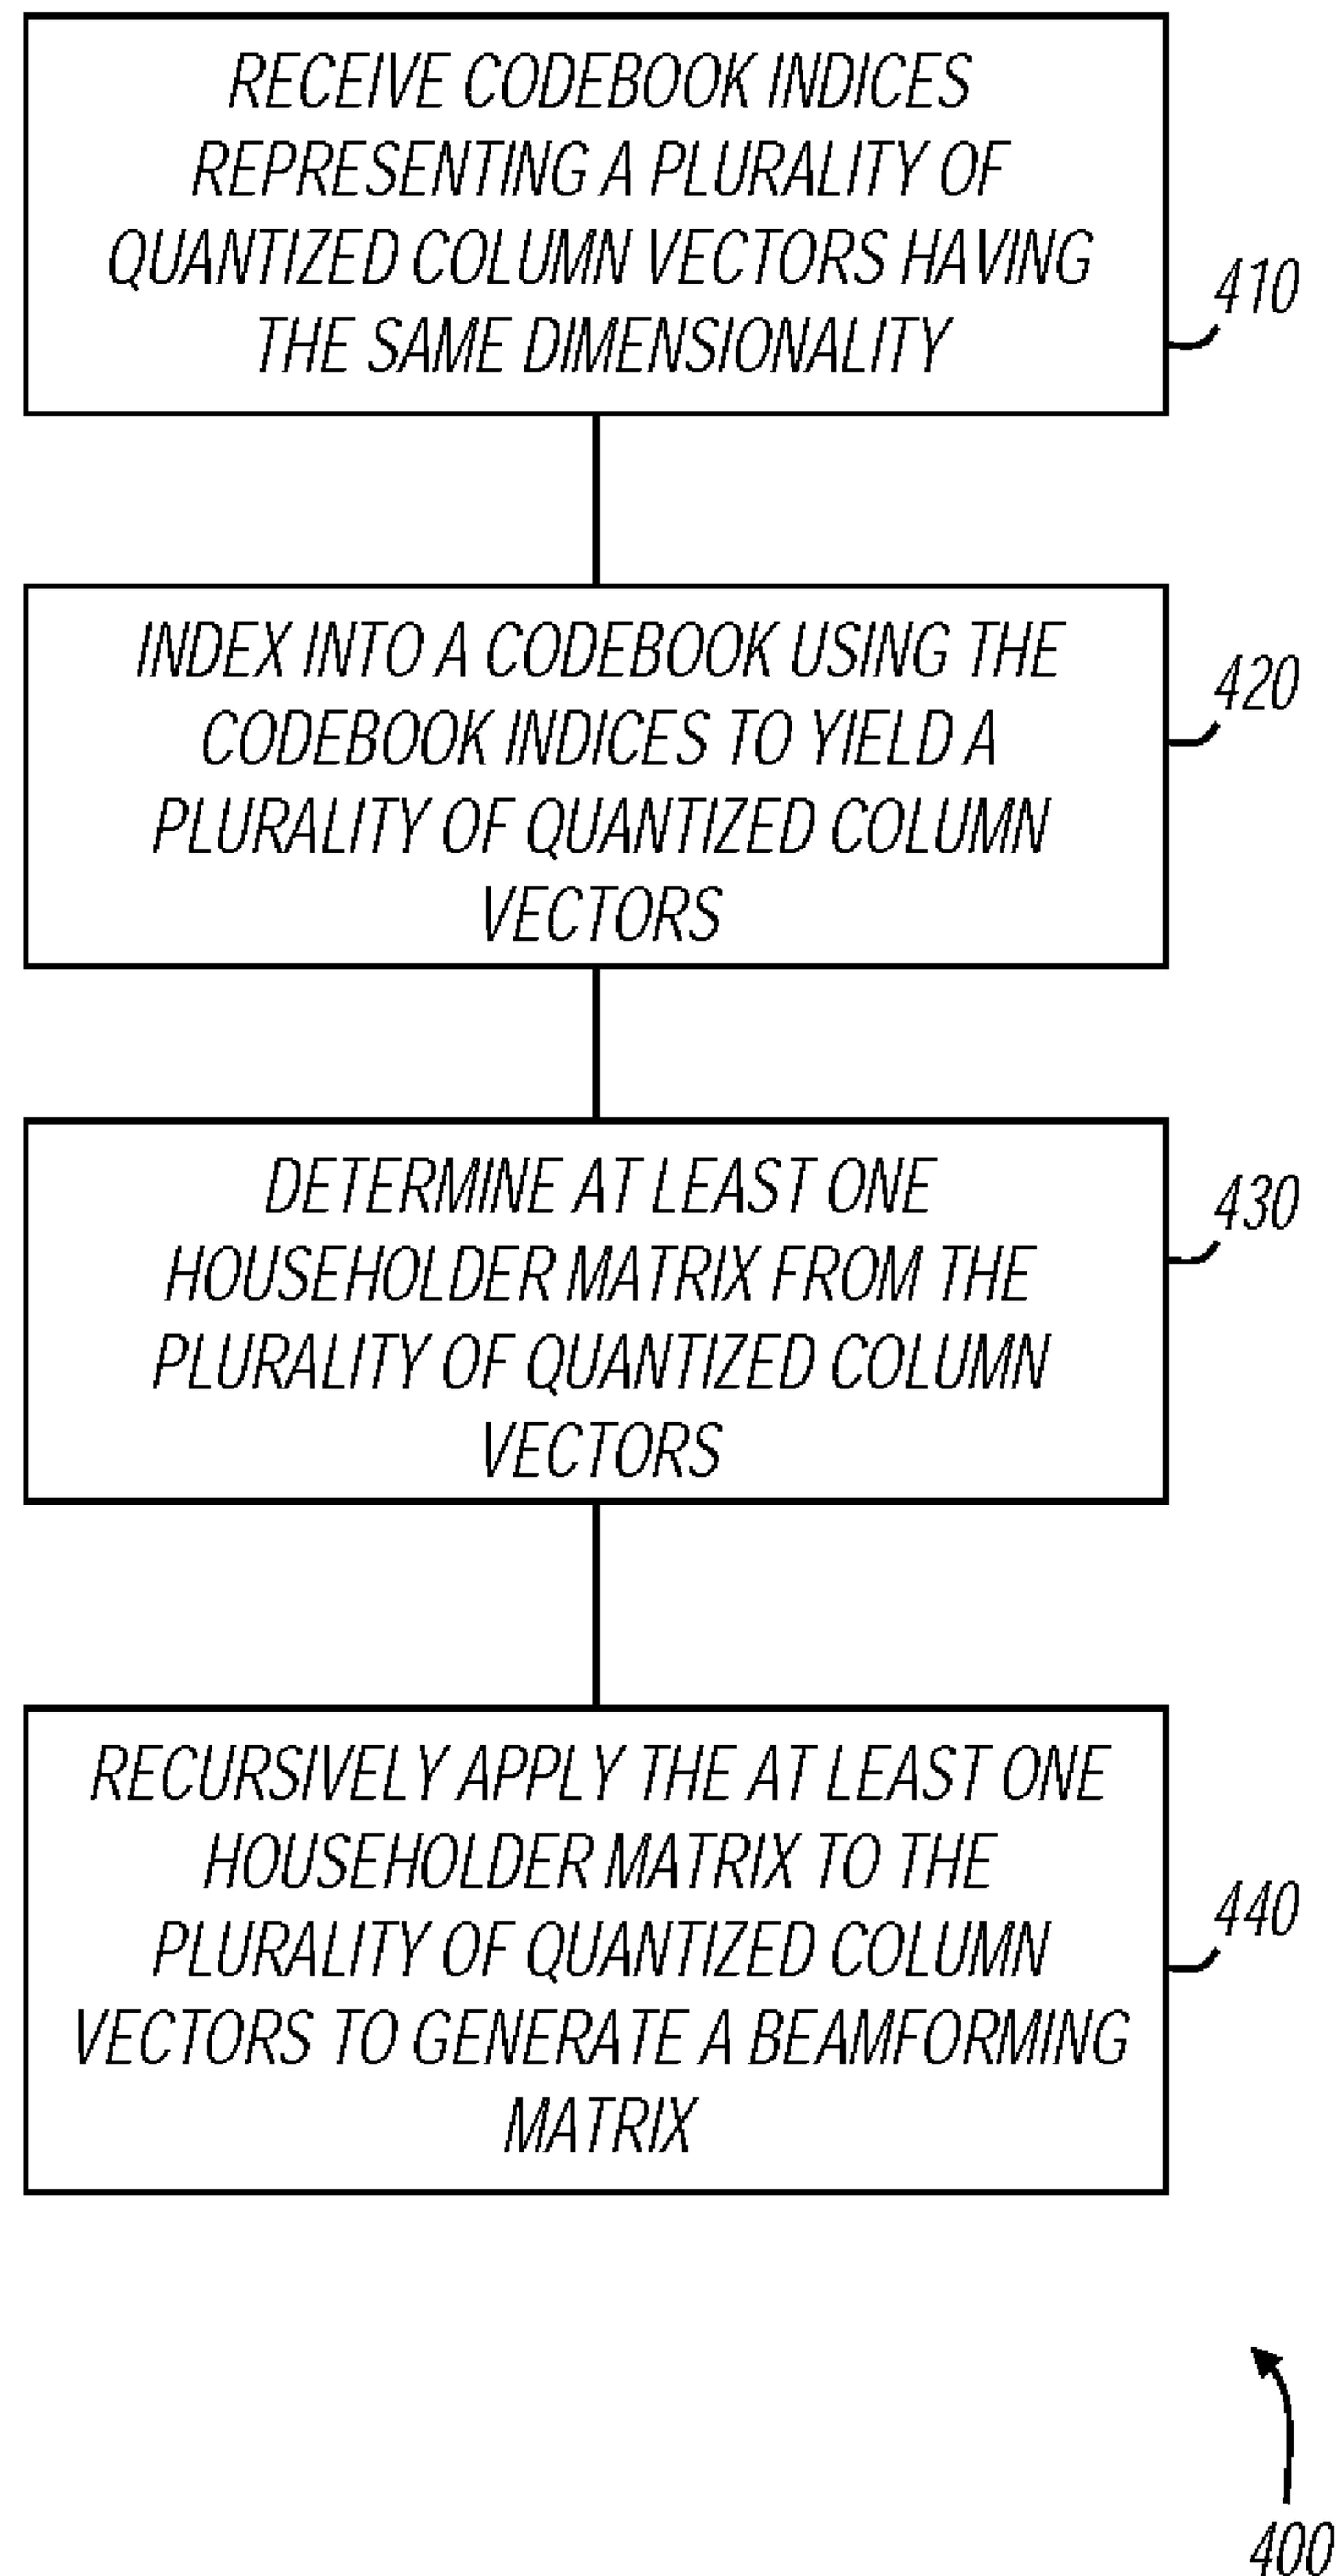 RECEIVE CODEBOOK INDICES
REPRESENTING A PLURALITY OF
QUANTIZED COLUMN VECTORS HAVING
THE SAME DIMENSIONALITY
410
INDEX INTO A CODEBOOK USING THE
CODEBOOK INDICES TO YIELD A
PLURALITY OF QUANTIZED COLUMN
VECTORS
420
DETERMINE AT LEAST ONE
HOUSEHOLDER MATRIX FROM THE
PLURALITY OF QUANTIZED COLUMN
VECTORS
430
RECURSIVELY APPLY THE AT LEAST ONE
HOUSEHOLDER MATRIX TO THE
PLURALITY OF QUANTIZED COLUMN
VECTORS TO GENERATE A BEAMFORMING
MATRIX
440
400